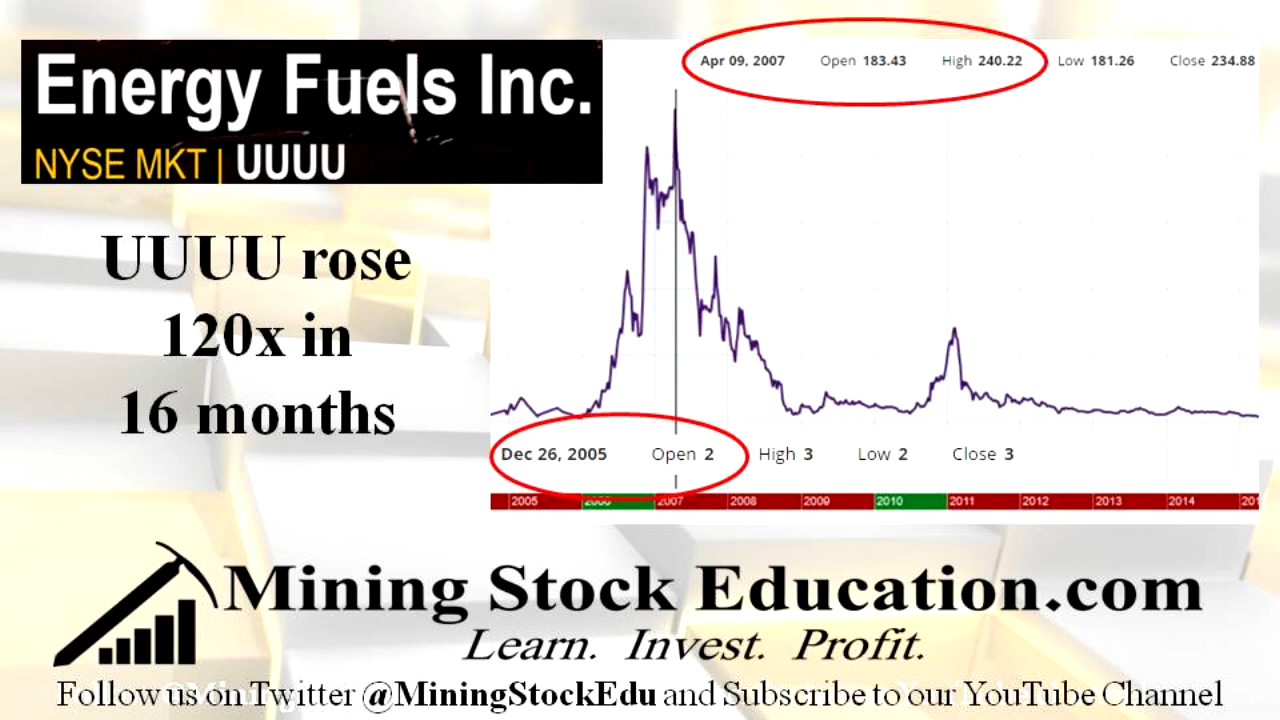 Energy Fuels Inc.
NYSE MKT | UUUU
Apr 09, 2007 Open 183.43 High 240.22 Low 181.26 Close 234.88
UUUU rose
120x in
16 months
Dec 26, 2005 Open 2 High 3 Low 2 Close 3
2005 2006 2007 2008 2009 2010 2011 2012 2013 2014 201
Mining Stock Education.com
Learn. Invest. Profit.
Follow us on Twitter @MiningStockEdu and Subscribe to our YouTube Channel